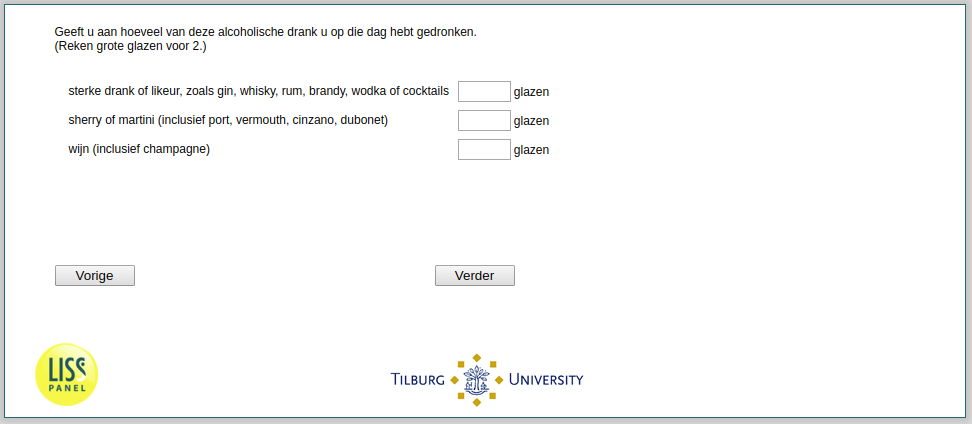 Geeft u aan hoeveel van deze alcoholische drank u op die dag hebt gedronken.
(Reken grote glazen voor 2.)
sterke drank of likeur, zoals gin, whisky, rum, brandy, wodka of cocktails glazen
sherry of martini (inclusief port, vermouth, cinzano, dubonet) glazen
wijn (inclusief champagne) glazen
Vorige Verder
LISS
PANEL
TILBURG UNIVERSITY